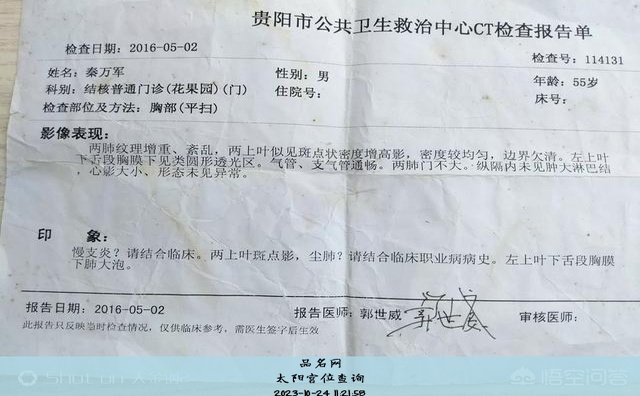 贵阳市公共卫生救治中心CT检查报告单
检查日期：2016-05-02 检查号：114131
姓名：秦万军 性别：男 年龄：55岁
科别：结核普通门诊(花果园)(门) 住院号： 床号：
检查部位及方法：胸部(平扫)
影像表现：
两肺纹理增重、紊乱，两上叶似见斑点状密度增高影，密度较均匀，边界欠清。左上叶
下舌段胸膜下见类圆形透光区。气管、支气管通畅。两肺门不大。纵隔内未见肿大淋巴结
，心影大小、形态未见异常。
印 象：
慢支炎？请结合临床。两上叶斑点影，尘肺？请结合临床职业病病史。左上叶下舌段胸膜
下肺大泡。
报告日期：2016-05-02 报告医师：郭世威 郭世威 审核医师：
此报告只反映当时检查情况，仅供临床参考，需医生签字后生效
品名网
太阳宫位查询
2023-10-24 11:21:58
悟空问答